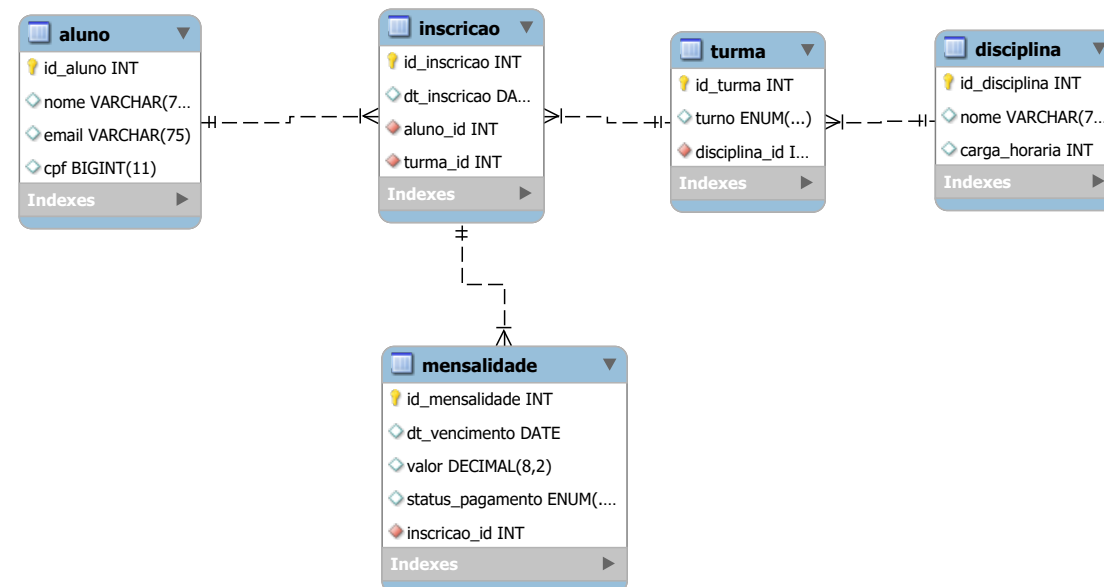 aluno
id_aluno INT
nome VARCHAR(7...
email VARCHAR(75)
cpf BIGINT(11)
Indexes
inscricao
id_inscricao INT
dt_inscricao DA...
aluno_id INT
turma_id INT
Indexes
turma
id_turma INT
turno ENUM(...)
disciplina_id I...
Indexes
disciplina
id_disciplina INT
nome VARCHAR(7...
carga_horaria INT
Indexes
mensalidade
id_mensalidade INT
dt_vencimento DATE
valor DECIMAL(8,2)
status_pagamento ENUM(....
inscricao_id INT
Indexes